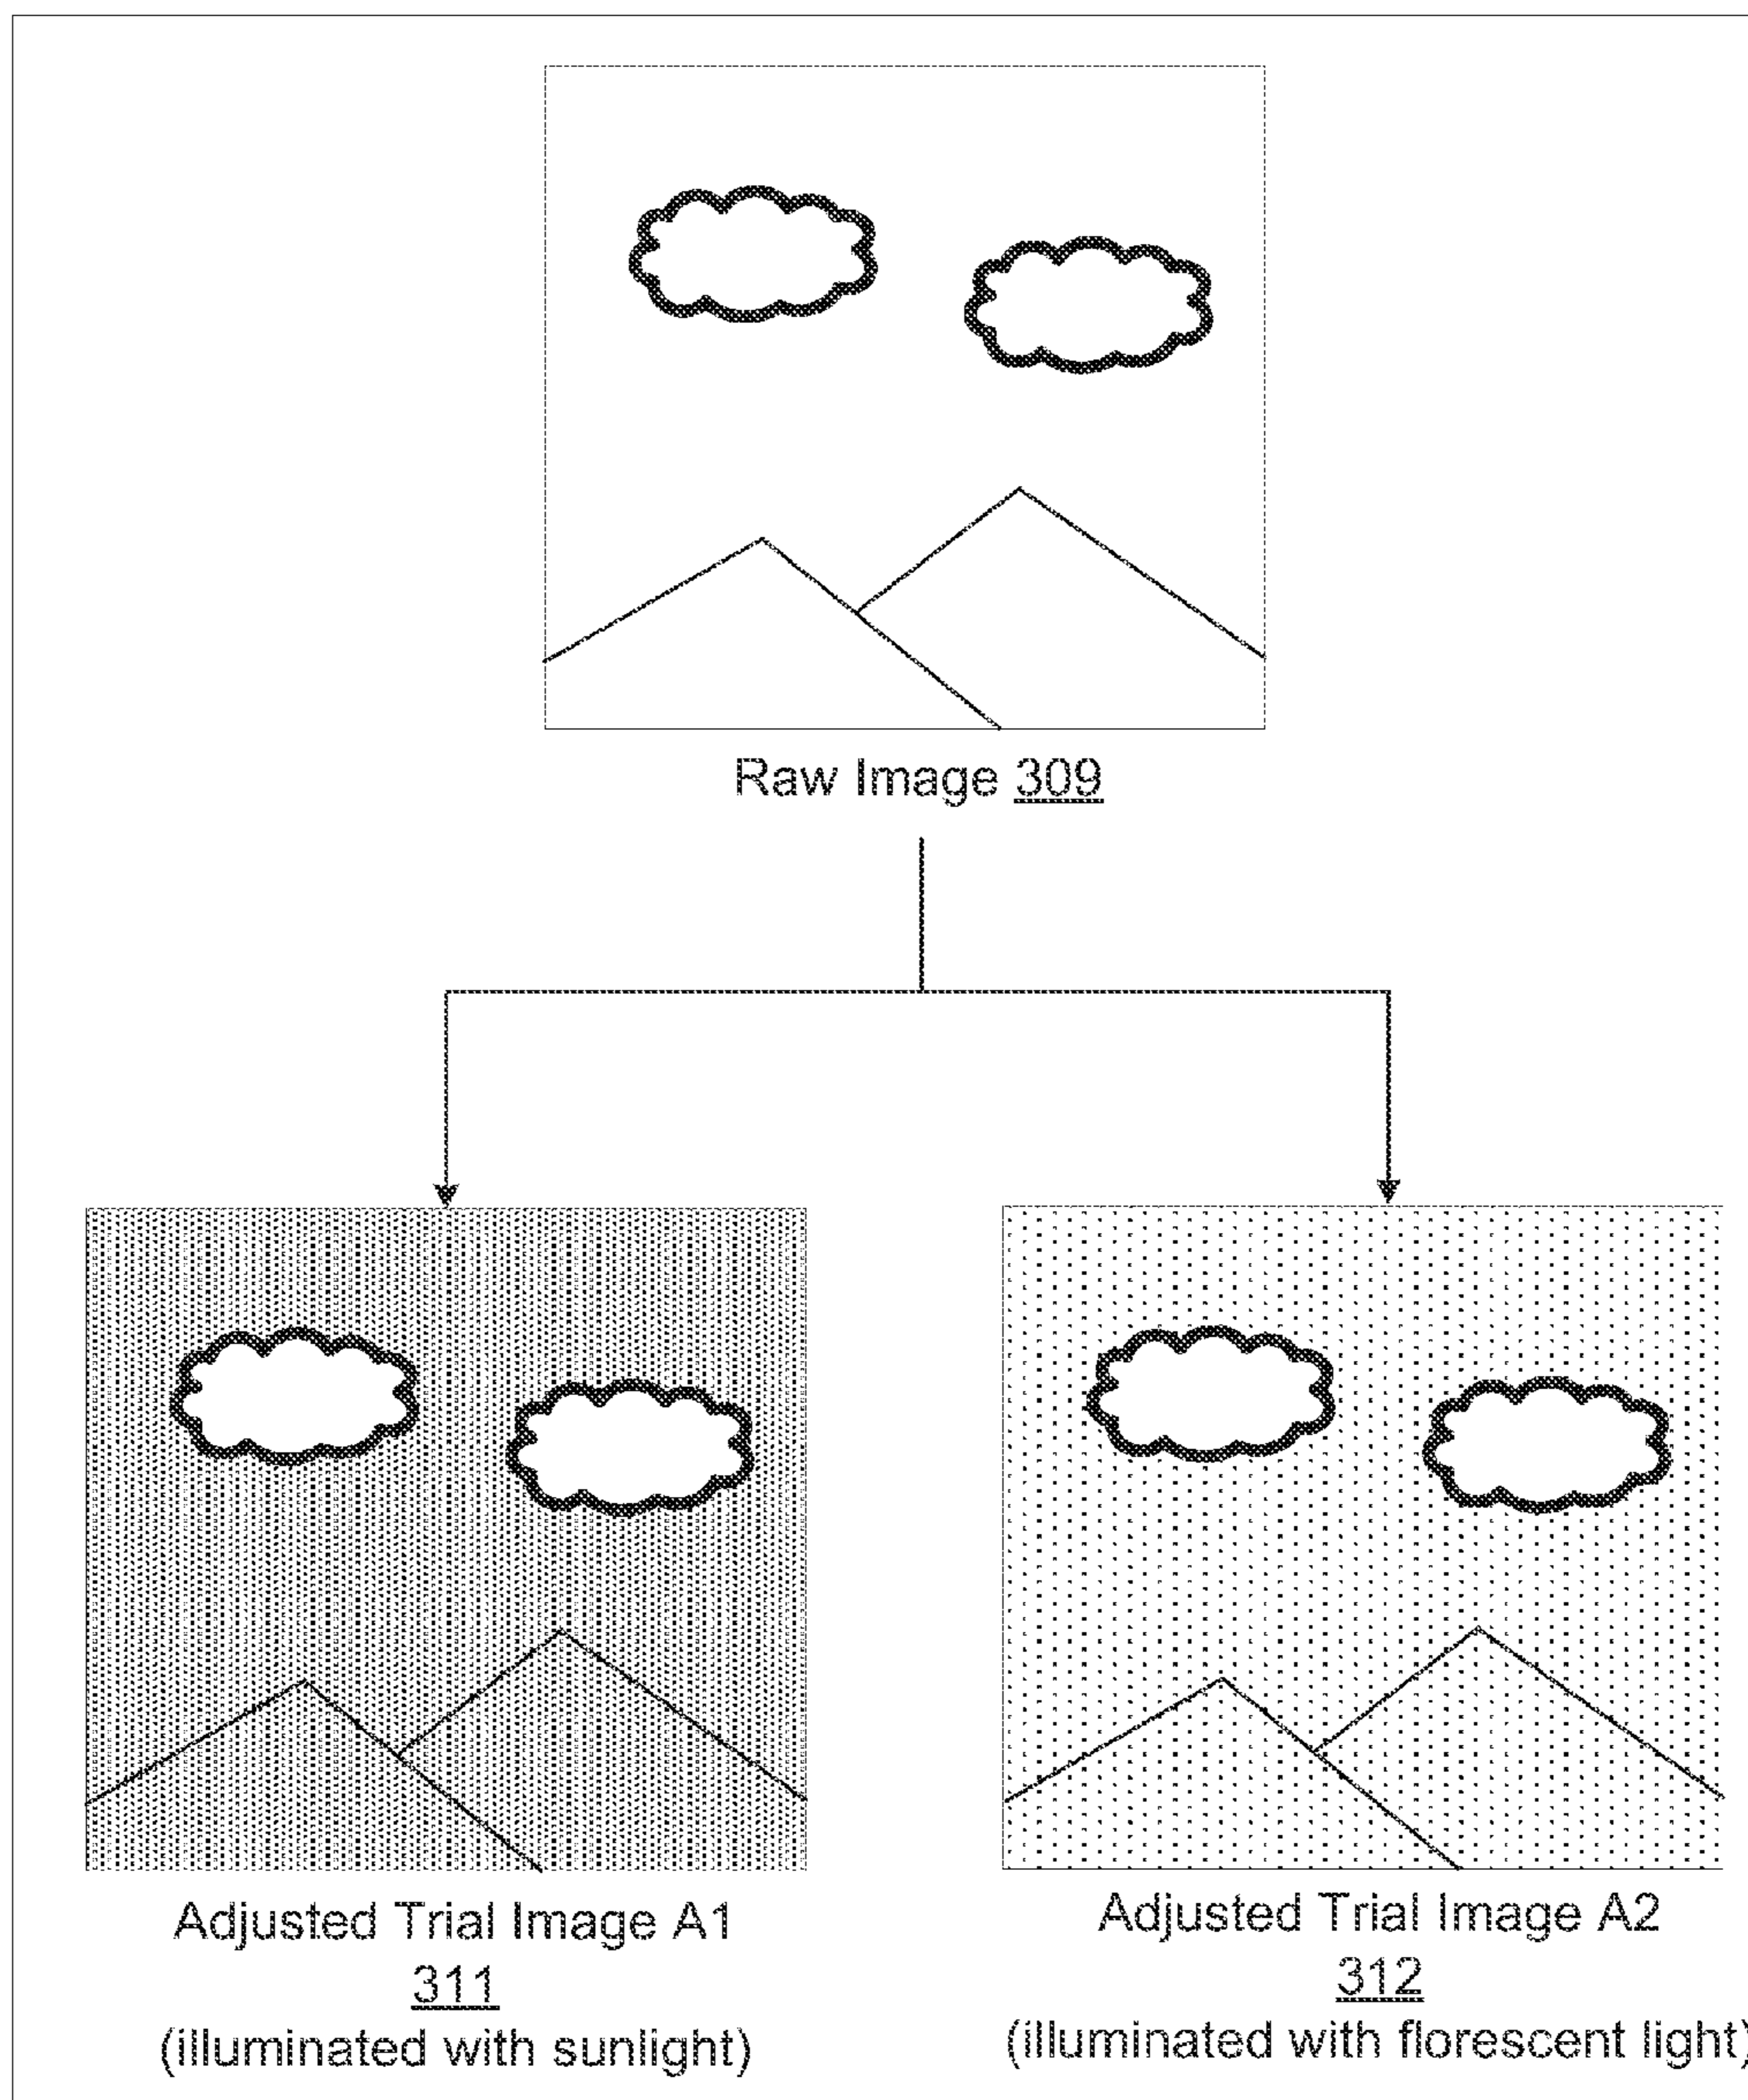 Raw Image 309
Adjusted Trial Image A1
311
(illuminated with sunlight)
Adjusted Trial Image A2
312
(illuminated with florescent light)